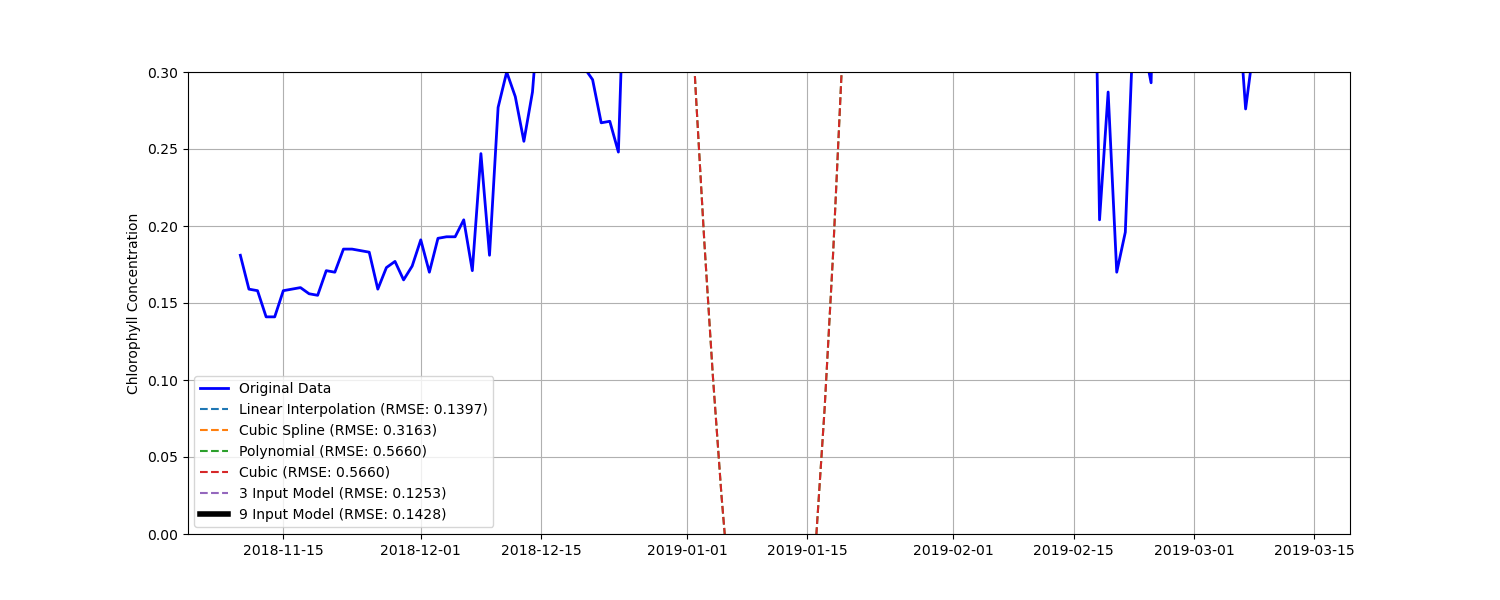 0.30
0.25
0.20
0.15
0.10
0.05
0.00
Chlorophyll Concentration
Original Data
Linear Interpolation (RMSE: 0.1397)
Cubic Spline (RMSE: 0.3163)
Polynomial (RMSE: 0.5660)
Cubic (RMSE: 0.5660)
3 Input Model (RMSE: 0.1253)
9 Input Model (RMSE: 0.1428)
2018-11-15 2018-12-01 2018-12-15 2019-01-01 2019-01-15 2019-02-01 2019-02-15 2019-03-01 2019-03-15